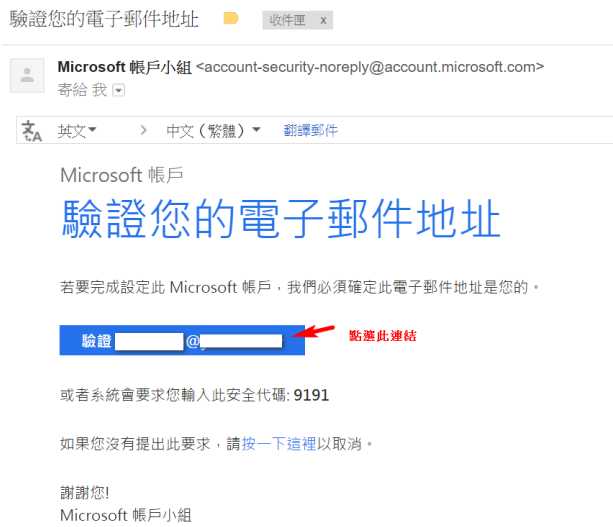 驗證您的電子郵件地址 收件匣 x
Microsoft 帳戶小組 <account-security-noreply@account.microsoft.com>
寄給 我
文A 英文 > 中文（繁體） 翻譯郵件
Microsoft 帳戶
驗證您的電子郵件地址
若要完成設定此 Microsoft 帳戶，我們必須確定此電子郵件地址是您的。
驗證 @
點選此連結
或者系統會要求您輸入此安全代碼: 9191
如果您沒有提出此要求，請按一下這裡以取消。
謝謝您!
Microsoft 帳戶小組